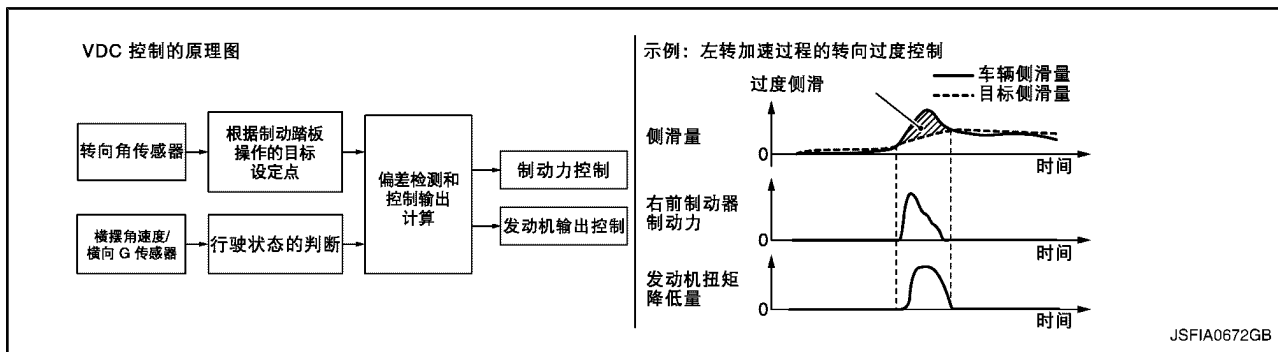 VDC 控制的原理图
转向角传感器
根据制动踏板
操作的目标
设定点
横摆角速度/
横向 G 传感器
行驶状态的判断
偏差检测和
控制输出
计算
制动力控制
发动机输出控制
示例：左转加速过程的转向过度控制
过度侧滑
车辆侧滑量
目标侧滑量
侧滑量
0
时间
右前制动器
制动力
0
时间
发动机扭矩
降低量
0
时间
JSFIA0672GB